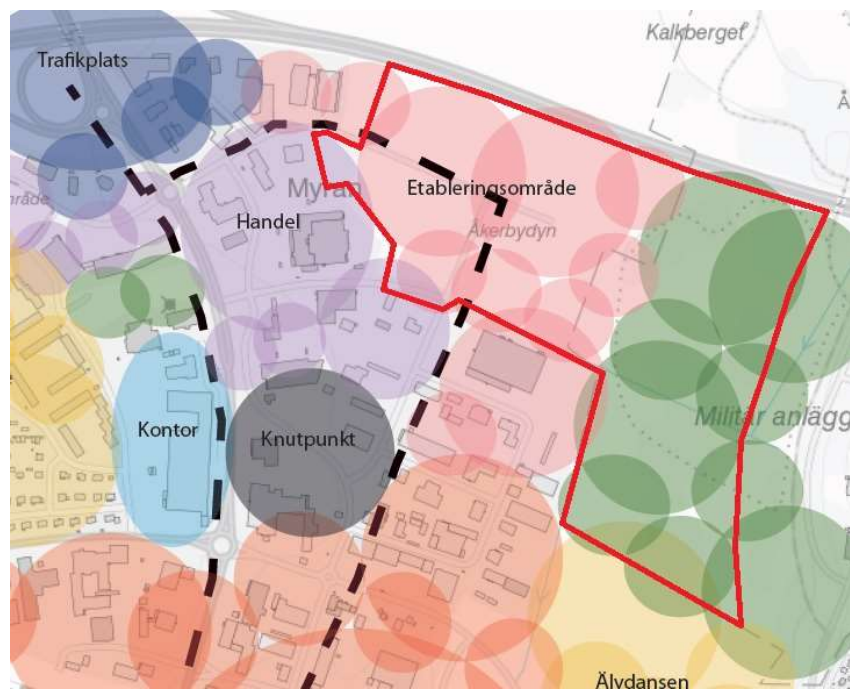 Kalkberget
Trafikplats
Myran
Etableringsområde
Handel
Åkerbydyn
Militär anlägg
Kontor
Knutpunkt
Älvdansen